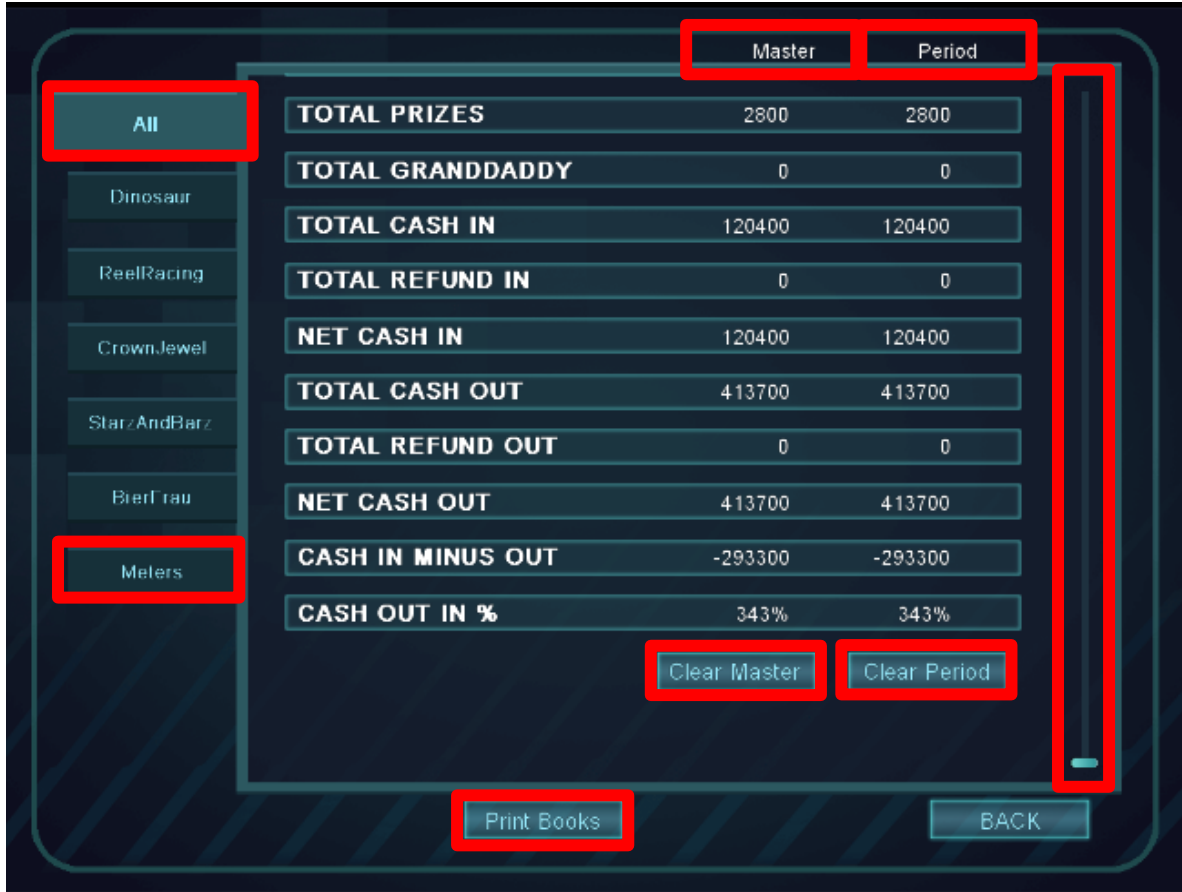 Master Period
All
Dinosaur
ReelRacing
CrownJewel
StarzAndBarz
BierFrau
Meters
TOTAL PRIZES 2800 2800
TOTAL GRANDDADDY 0 0
TOTAL CASH IN 120400 120400
TOTAL REFUND IN 0 0
NET CASH IN 120400 120400
TOTAL CASH OUT 413700 413700
TOTAL REFUND OUT 0 0
NET CASH OUT 413700 413700
CASH IN MINUS OUT -293300 -293300
CASH OUT IN % 343% 343%
Clear Master Clear Period
Print Books BACK